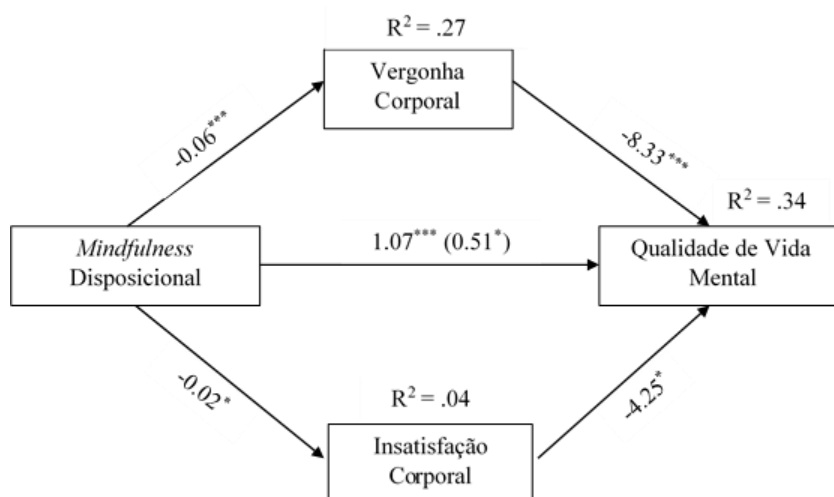 R² = .27
Vergonha
Corporal
-0.06***
-8.33***
R² = .34
Mindfulness
Disposicional
1.07*** (0.51*)
Qualidade de Vida
Mental
-0.02*
R² = .04
-4.25*
Insatisfação
Corporal